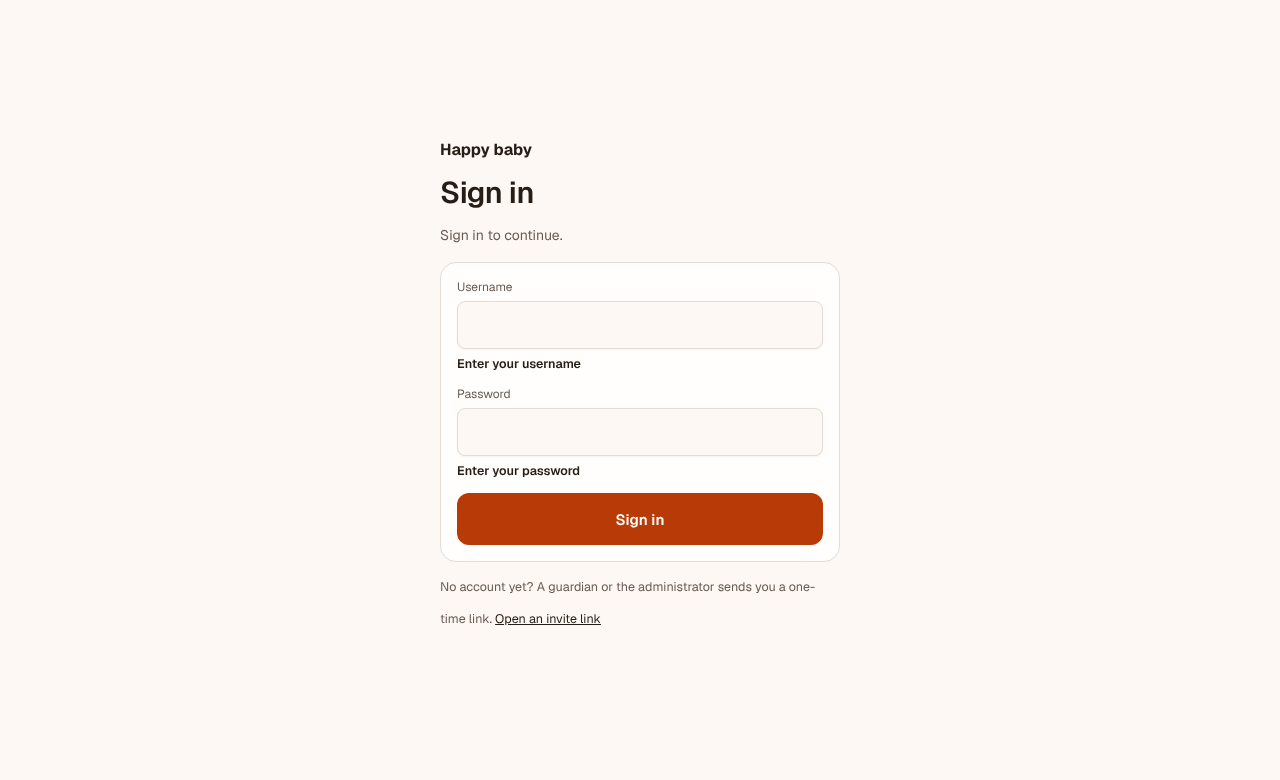 Happy baby
Sign in
Sign in to continue.
Username
Enter your username
Password
Enter your password
Sign in
No account yet? A guardian or the administrator sends you a one-
time link. Open an invite link